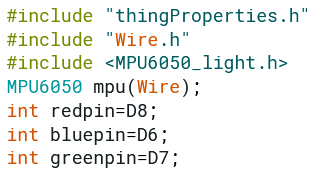 #include "thingProperties.h"
#include "Wire.h"
#include <MPU6050_light.h>
MPU6050 mpu(Wire);
int redpin=D8;
int bluepin=D6;
int greenpin=D7;